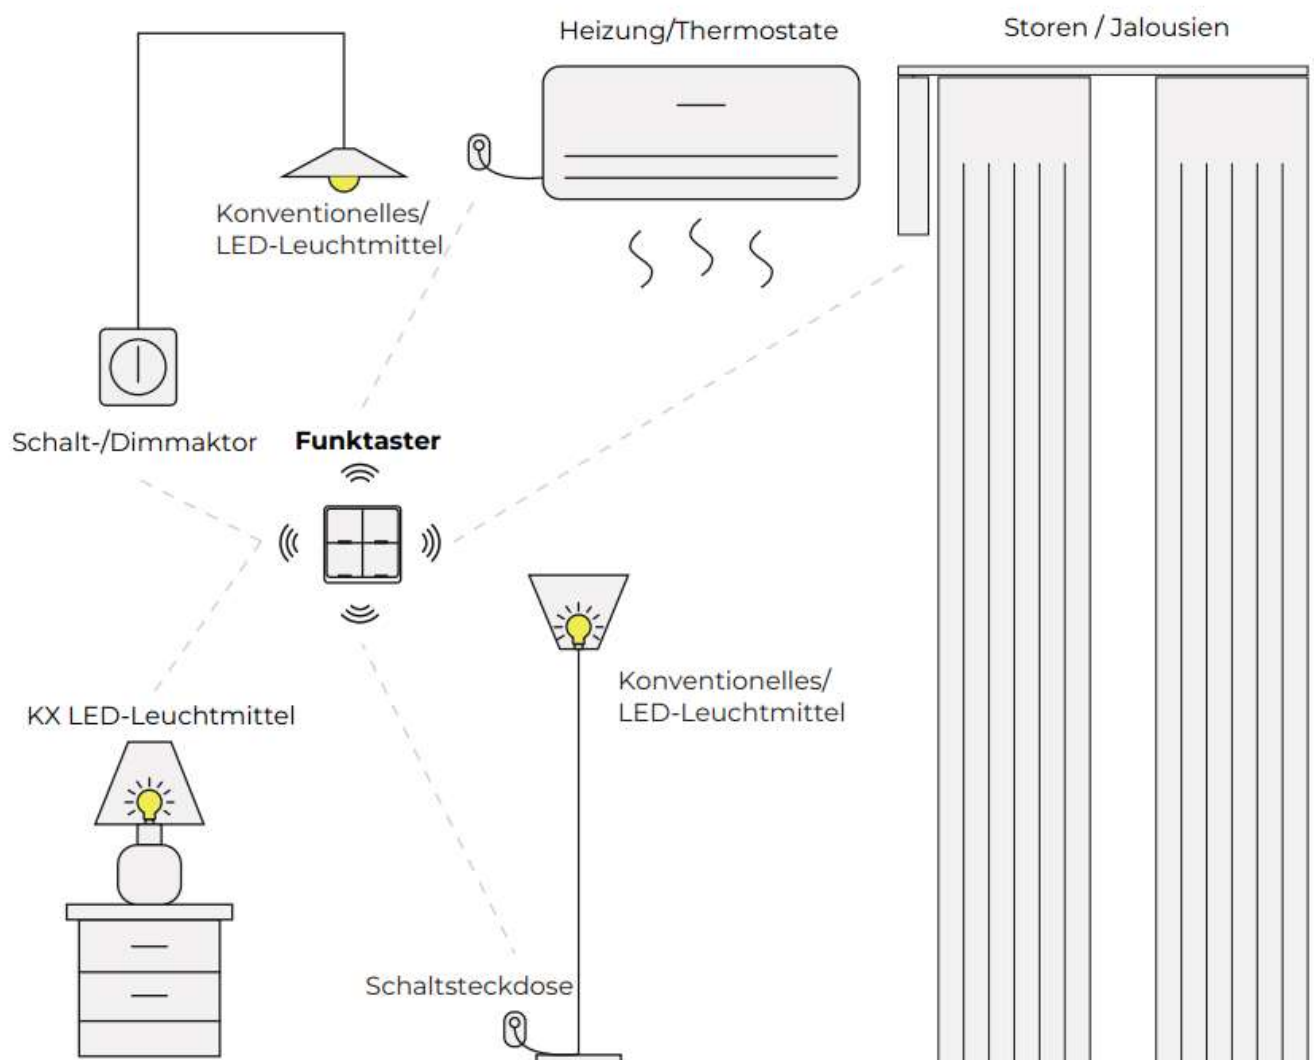 Heizung/Thermostate
Storen / Jalousien
Konventionelles/
LED-Leuchtmittel
Schalt-/Dimmaktor
Funktaster
Konventionelles/
LED-Leuchtmittel
KX LED-Leuchtmittel
Schaltsteckdose